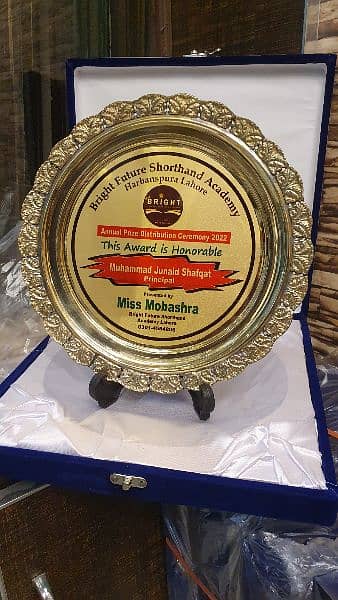 Bright Future Shorthand Academy
Harbanspura Lahore
BRIGHT
Annual Prize Distribution Ceremony 2022
This Award is Honorable
Muhammad Junaid Shafqat
Principal
Presented by
Miss Mobashra
Bright Future Shorthand
Academy Lahore